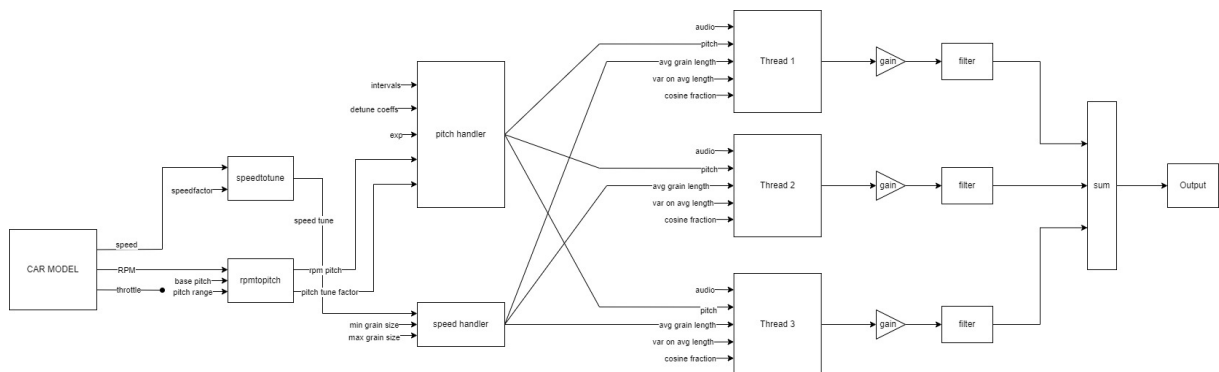 CAR MODEL
speed
RPM
throttle
speedfactor
speedtotune
speed tune
base pitch
pitch range
rpmtopitch
rpm pitch
pitch tune factor
intervals
detune coeffs
exp
pitch handler
min grain size
max grain size
speed handler
audio
pitch
avg grain length
var on avg length
cosine fraction
Thread 1
gain
filter
audio
pitch
avg grain length
var on avg length
cosine fraction
Thread 2
gain
filter
audio
pitch
avg grain length
var on avg length
cosine fraction
Thread 3
gain
filter
sum
Output